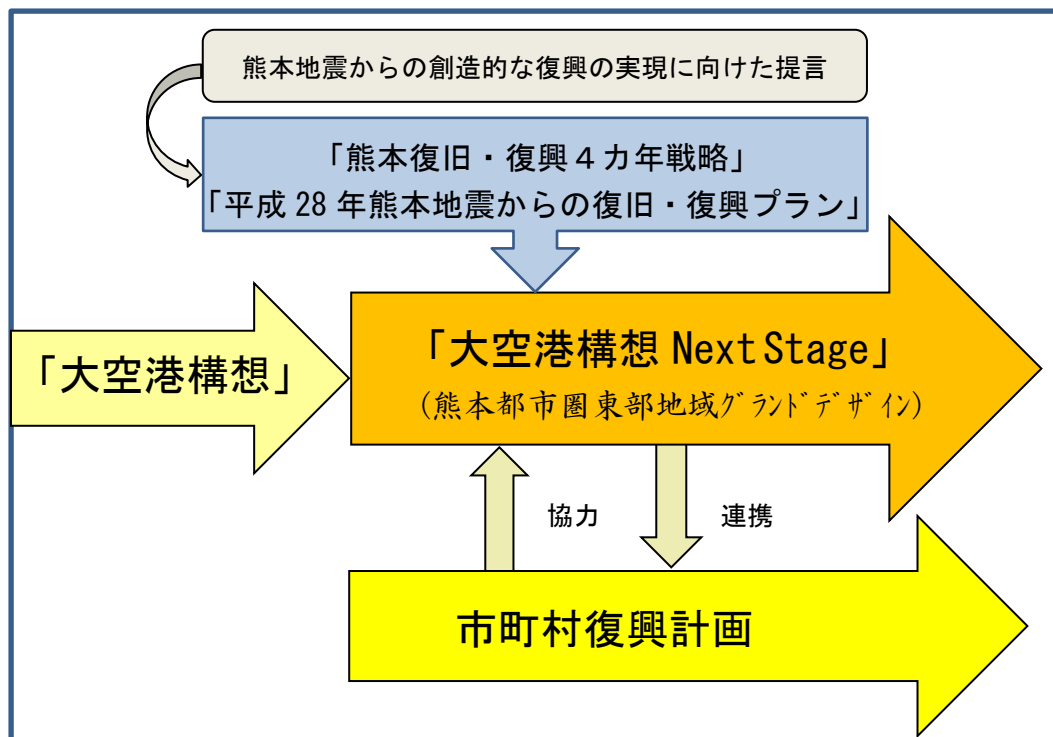 熊本地震からの創造的な復興の実現に向けた提言
「熊本復旧・復興４カ年戦略」
「平成28年熊本地震からの復旧・復興プラン」
「大空港構想」
「大空港構想 Next Stage」
(熊本都市圏東部地域ｸﾞﾗﾝﾄﾞﾃﾞｻﾞｲﾝ)
協力
連携
市町村復興計画